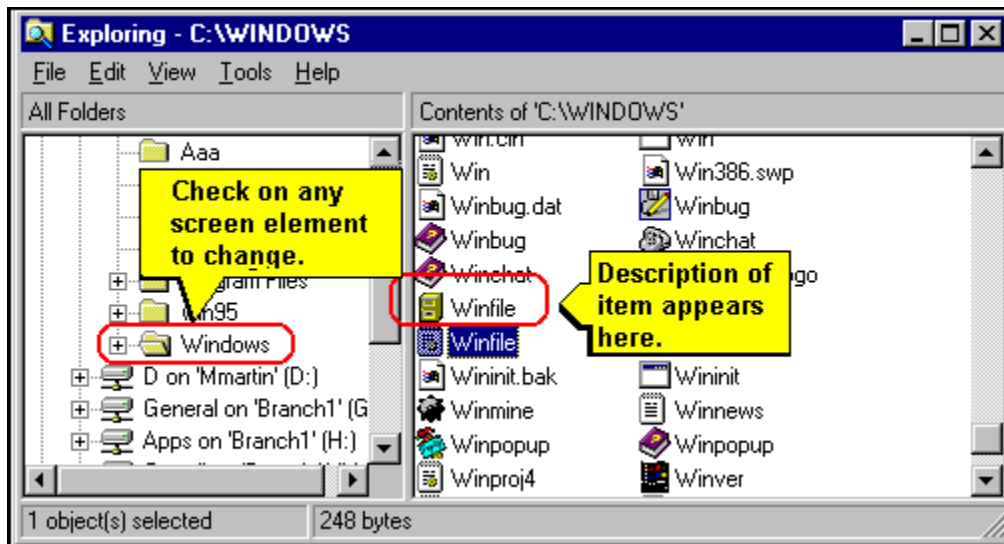 Exploring - C:\WINDOWS
File Edit View Tools Help
All Folders
Contents of 'C:\WINDOWS'
Aaa
Check on any
screen element
to change.
Files
Windows
D on 'Mmartin' (D:)
General on 'Branch1' (G
Apps on 'Branch1' (H:)
Win
Win386.swp
Winbug.dat
Winbug
Winbug
Winchat
Winchat
Description of
item appears
here.
Winfile
Winfile
Wininit.bak
Wininit
Winmine
Winnews
Winpopup
Winpopup
Winproj4
Winver
1 object(s) selected
248 bytes